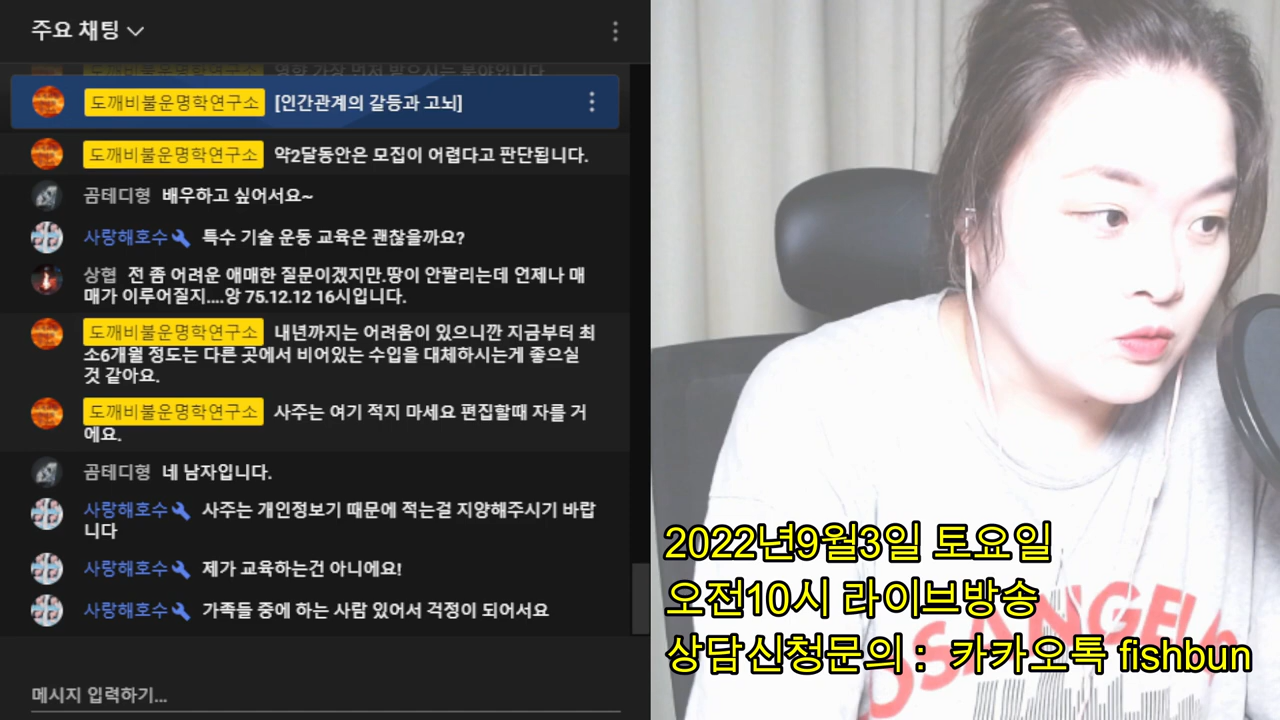 주요 채팅
영향 가장 먼저 받으시는 분야입니다
도깨비불운명학연구소 [인간관계의 갈등과 고뇌]
도깨비불운명학연구소 약2달동안은 모집이 어렵다고 판단됩니다.
곰테디형 배우하고 싶어서요~
사랑해호수 특수 기술 운동 교육은 괜찮을까요?
상협 전 좀 어려운 애매한 질문이겠지만.땅이 안팔리는데 언제나 매
매가 이루어질지....앙 75.12.12 16시입니다.
도깨비불운명학연구소 내년까지는 어려움이 있으니깐 지금부터 최
소6개월 정도는 다른 곳에서 비어있는 수입을 대체하시는게 좋으실
것 같아요.
도깨비불운명학연구소 사주는 여기 적지 마세요 편집할때 자를 거
에요.
곰테디형 네 남자입니다.
사랑해호수 사주는 개인정보기 때문에 적는걸 지양해주시기 바랍
니다
사랑해호수 제가 교육하는건 아니에요!
사랑해호수 가족들 중에 하는 사람 있어서 걱정이 되어서요
메시지 입력하기...
2022년9월3일 토요일
오전10시 라이브방송
상담신청문의 : 카카오톡 fishbun